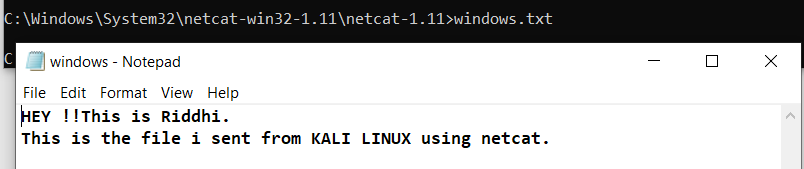 C:\Windows\System32\netcat-win32-1.11\netcat-1.11>windows.txt
C
windows - Notepad
File Edit Format View Help
HEY !!This is Riddhi.
This is the file i sent from KALI LINUX using netcat.